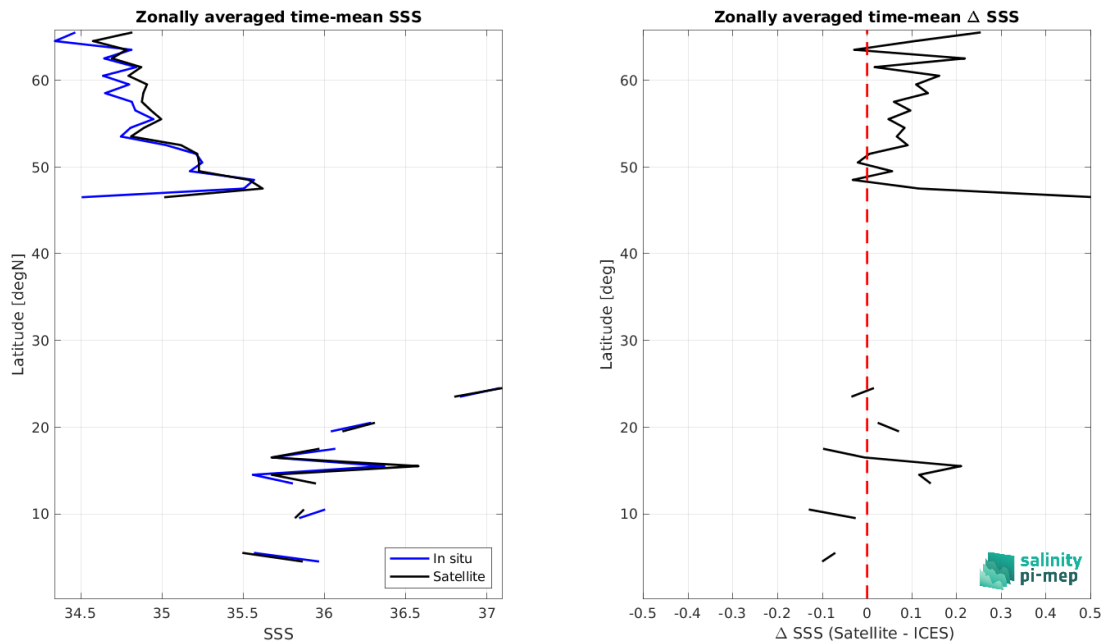 Zonally averaged time-mean SSS
60
50
40
30
20
10
Latitude [degN]
34.5 35 35.5 36 36.5 37
SSS
In situ
Satellite
Zonally averaged time-mean Δ SSS
60
50
40
30
20
10
Latitude [deg]
-0.5 -0.4 -0.3 -0.2 -0.1 0 0.1 0.2 0.3 0.4 0.5
Δ SSS (Satellite - ICES)
salinity
pi-mep